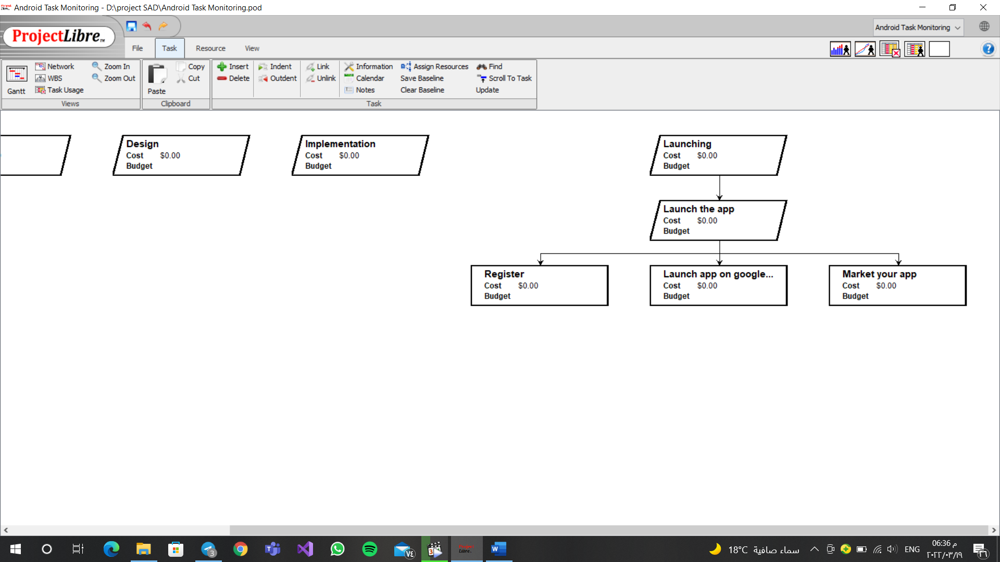 Android Task Monitoring - D:\project SAD\Android Task Monitoring.pod
ProjectLibre™
Android Task Monitoring
File Task Resource View
Gantt
Network
WBS
Task Usage
Zoom In
Zoom Out
Views
Paste
Copy
Cut
Clipboard
Insert
Delete
Indent
Outdent
Link
Unlink
Information
Calendar
Notes
Assign Resources
Save Baseline
Clear Baseline
Find
Scroll To Task
Update
Task
Design
Cost $0.00
Budget
Implementation
Cost $0.00
Budget
Launching
Cost $0.00
Budget
Launch the app
Cost $0.00
Budget
Register
Cost $0.00
Budget
Launch app on google...
Cost $0.00
Budget
Market your app
Cost $0.00
Budget
18°C سماء صافية
ENG
06:36 م
٢٠٢٢/٠٣/١٩